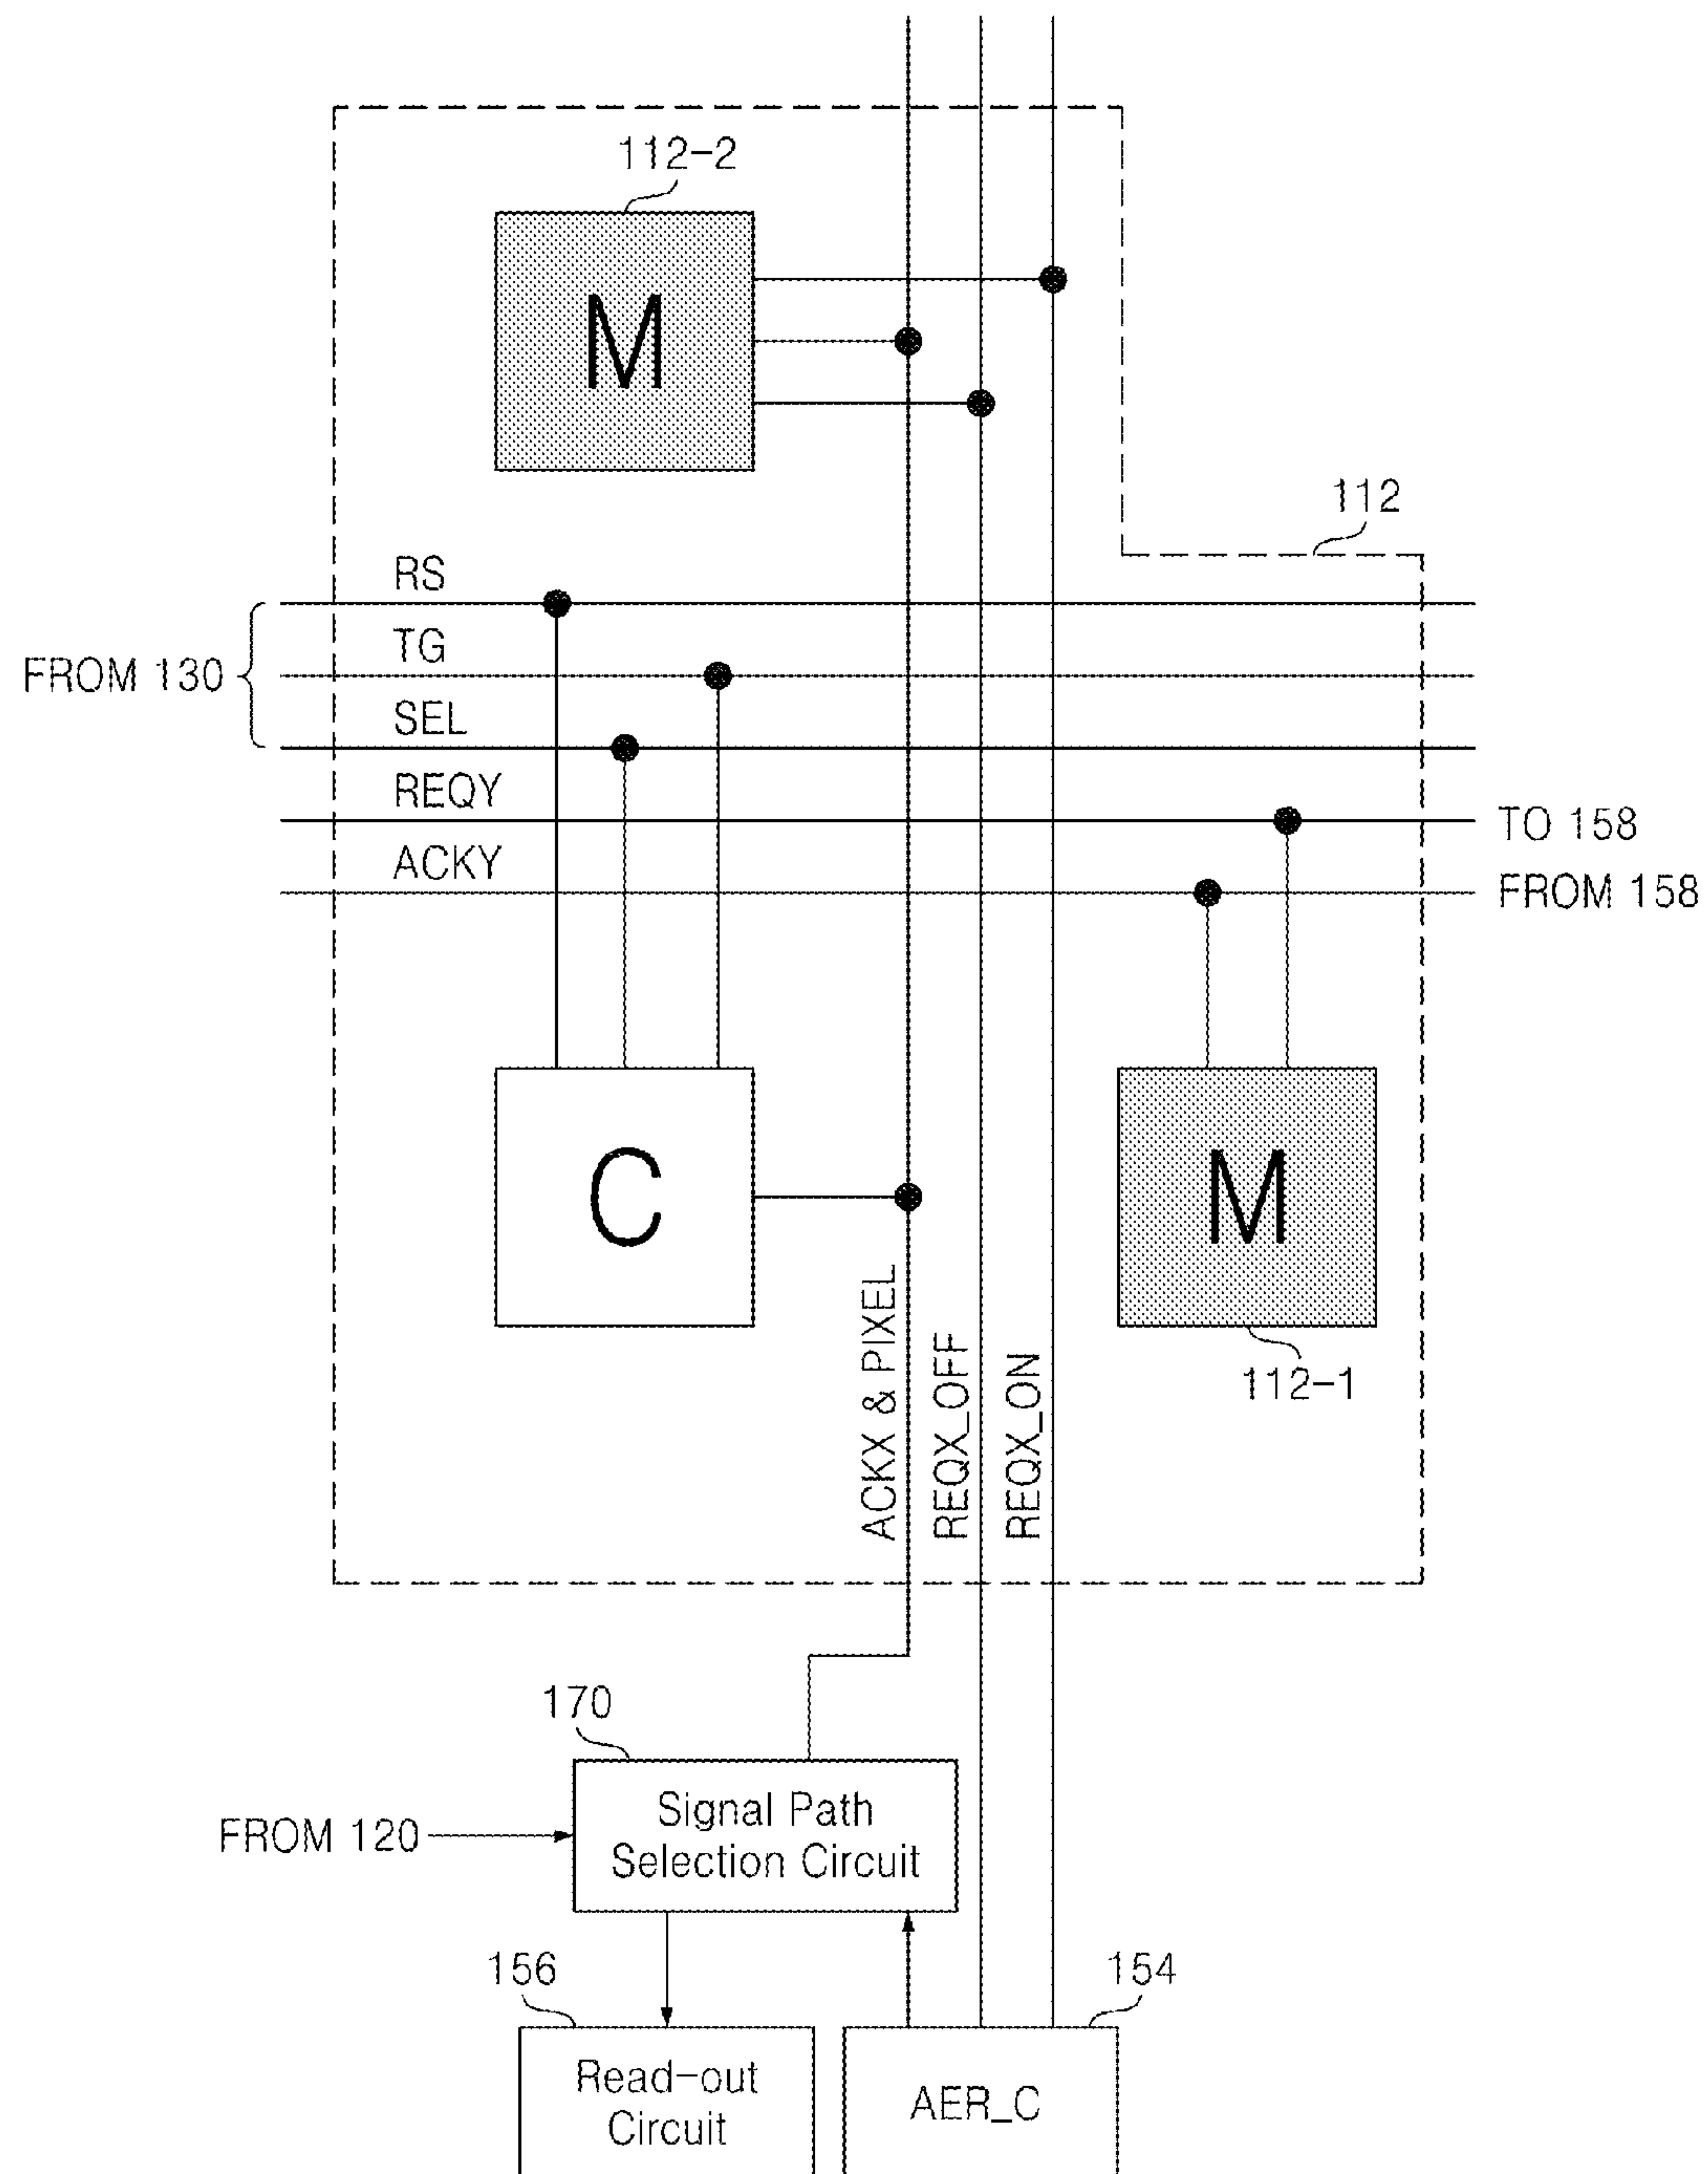 112-2
M
112
RS
TG
FROM 130
SEL
REQY
TO 158
ACKY
FROM 158
C
M
ACKX & PIXEL
REQX_OFF
REQX_ON
112-1
170
Signal Path
Selection Circuit
FROM 120
156
154
Read-out
Circuit
AER_C